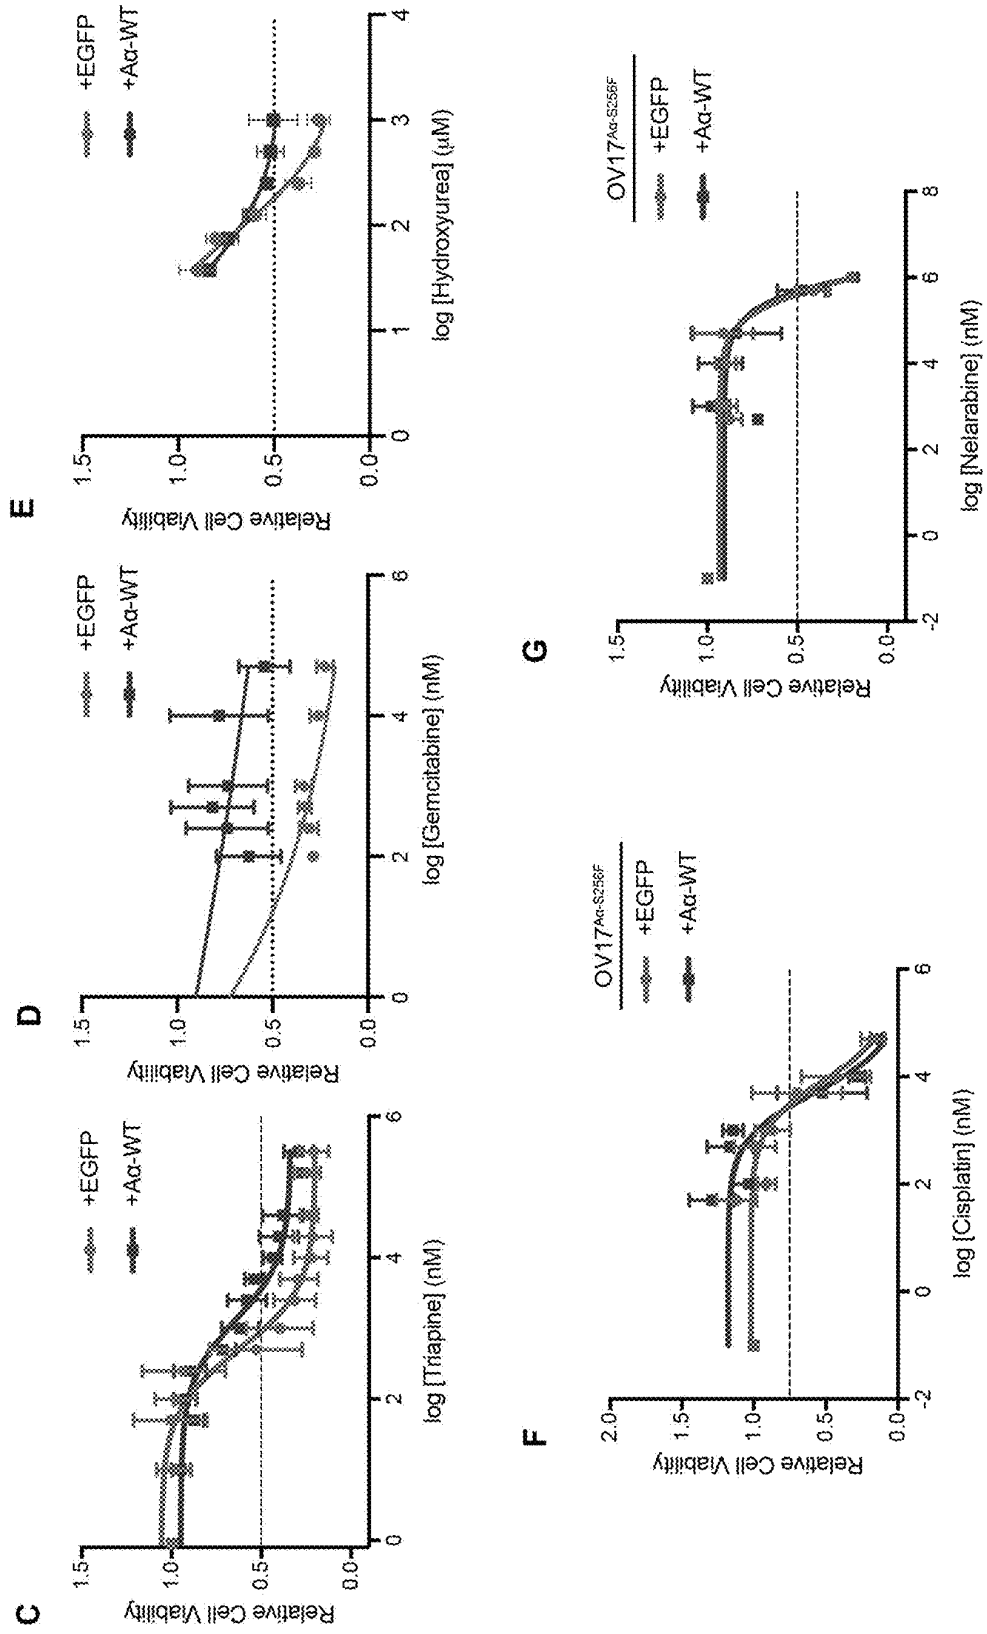 C
+EGFP
+Aα-WT
Relative Cell Viability
1.5
1.0
0.5
0.0
0 2 4 6
log [Triapine] (nM)
D
+EGFP
+Aα-WT
Relative Cell Viability
1.5
1.0
0.5
0.0
0 2 4 6
log [Gemcitabine] (nM)
E
+EGFP
+Aα-WT
Relative Cell Viability
1.5
1.0
0.5
0.0
0 1 2 3 4
log [Hydroxyurea] (µM)
F
OV17Aα-S256F
+EGFP
+Aα-WT
Relative Cell Viability
2.0
1.5
1.0
0.5
0.0
-2 0 2 4 6
log [Cisplatin] (nM)
G
OV17Aα-S256F
+EGFP
+Aα-WT
Relative Cell Viability
1.5
1.0
0.5
0.0
-2 0 2 4 6 8
log [Nelarabine] (nM)